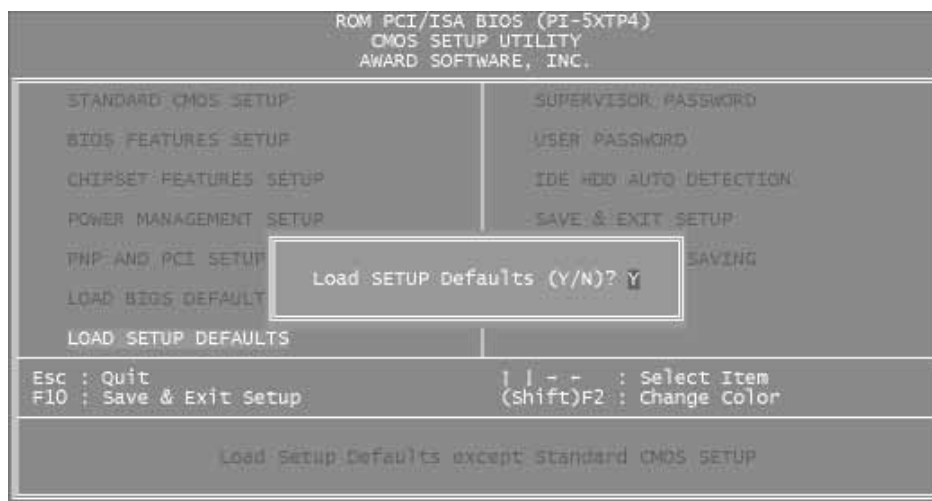 ROM PCI/ISA BIOS (PI-5XTP4)
CMOS SETUP UTILITY
AWARD SOFTWARE, INC.
STANDARD CMOS SETUP
BIOS FEATURES SETUP
CHIPSET FEATURES SETUP
POWER MANAGEMENT SETUP
PNP AND PCI SETUP
LOAD BIOS DEFAULT
LOAD SETUP DEFAULTS
SUPERVISOR PASSWORD
USER PASSWORD
IDE HDD AUTO DETECTION
SAVE & EXIT SETUP
SAVING
Load SETUP Defaults (Y/N)? Y
Esc : Quit
F10 : Save & Exit Setup
: Select Item
(Shift)F2 : Change Color
Load Setup Defaults except Standard CMOS SETUP